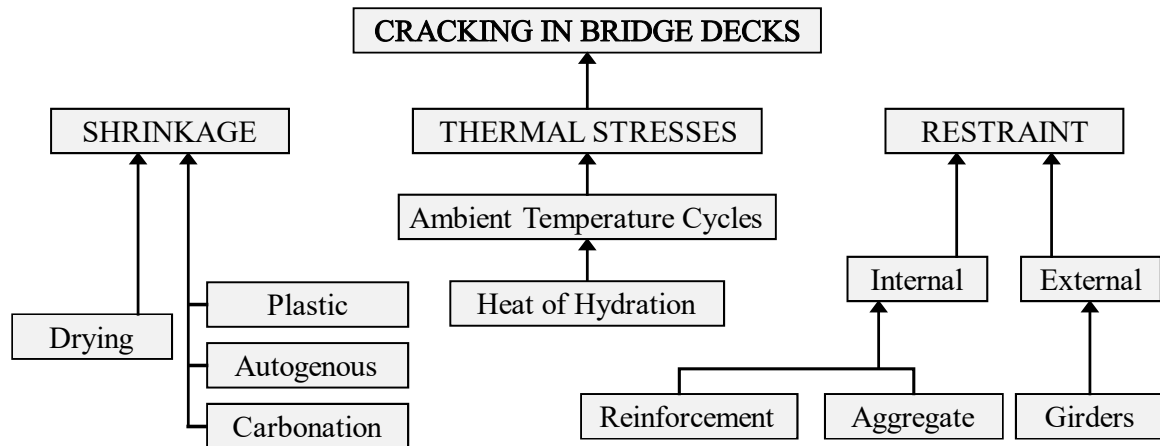 CRACKING IN BRIDGE DECKS
SHRINKAGE
THERMAL STRESSES
RESTRAINT
Ambient Temperature Cycles
Internal
External
Heat of Hydration
Plastic
Drying
Autogenous
Carbonation
Reinforcement
Aggregate
Girders